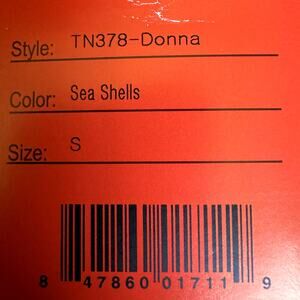 Style: TN378-Donna
Color: Sea Shells
Size: S
8 47860 01711 9